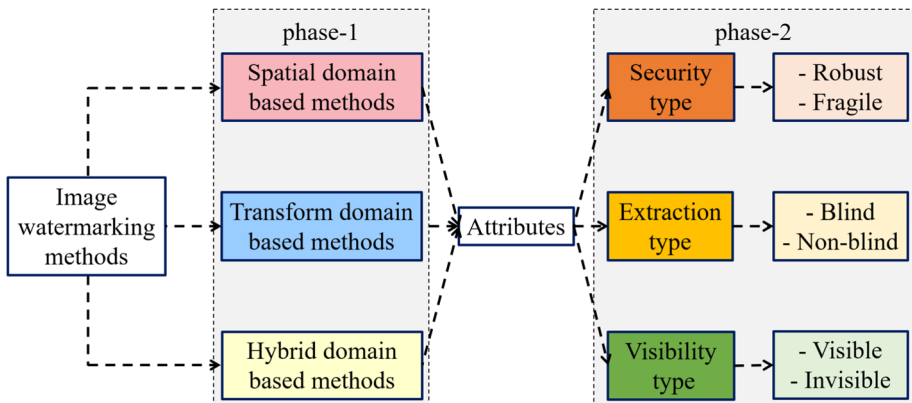 phase-1
phase-2
Image
watermarking
methods
Spatial domain
based methods
Transform domain
based methods
Hybrid domain
based methods
Attributes
Security
type
- Robust
- Fragile
Extraction
type
- Blind
- Non-blind
Visibility
type
- Visible
- Invisible